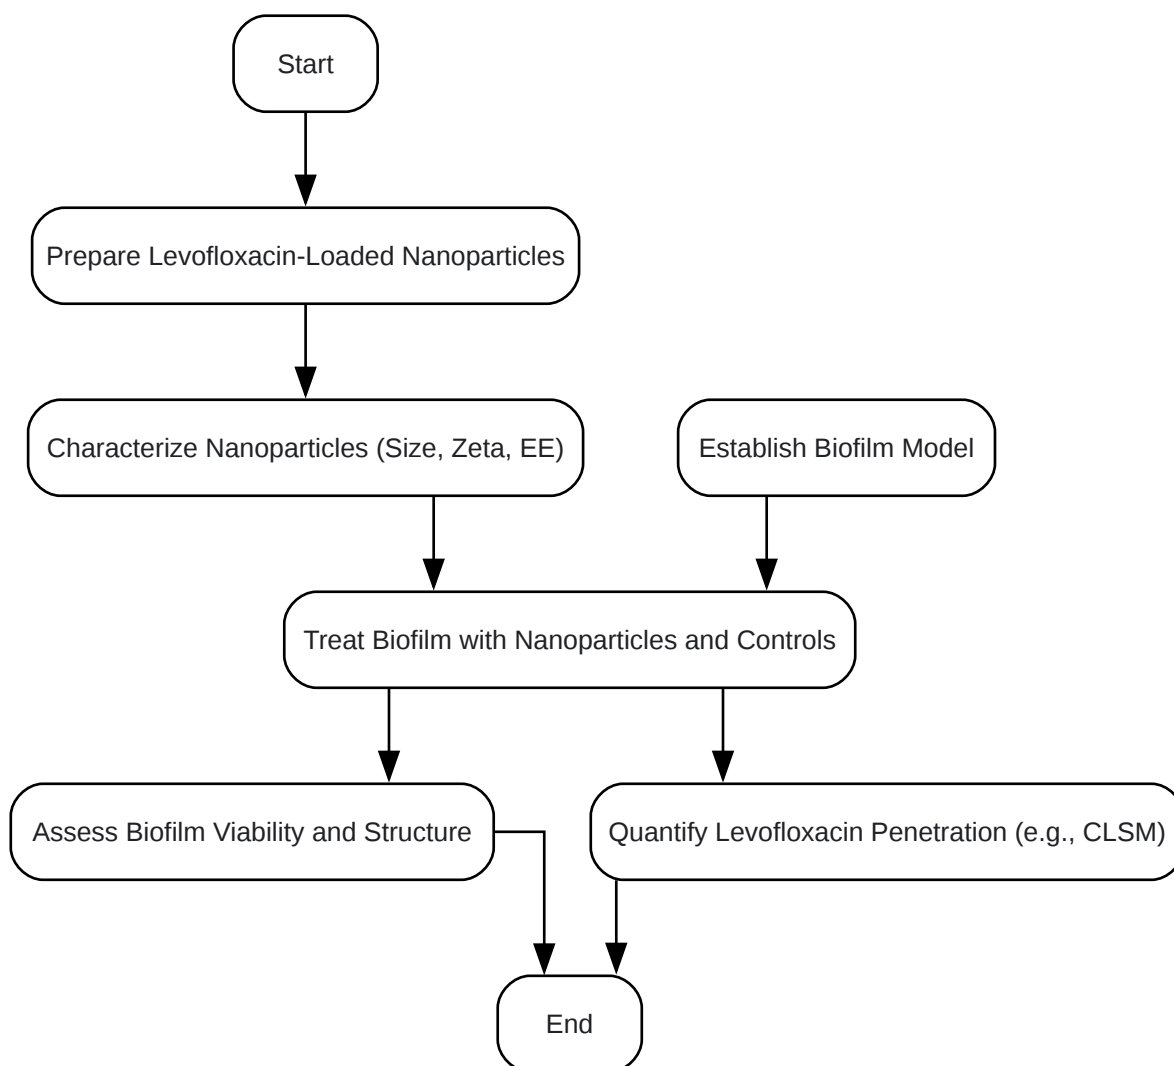 Start
Prepare Levofloxacin-Loaded Nanoparticles
Characterize Nanoparticles (Size, Zeta, EE)
Establish Biofilm Model
Treat Biofilm with Nanoparticles and Controls
Assess Biofilm Viability and Structure
Quantify Levofloxacin Penetration (e.g., CLSM)
End